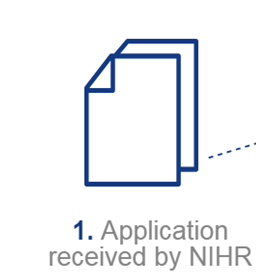 1. Application
received by NIHR